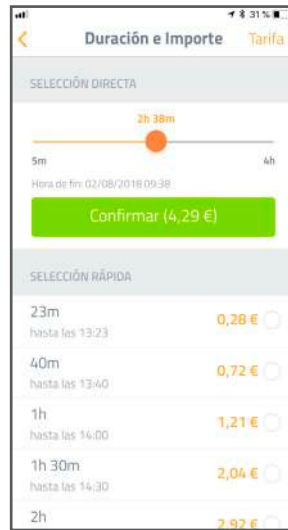 31 %
Duración e Importe Tarifa
SELECCIÓN DIRECTA
2h 38m
5m 4h
Hora de fin: 02/08/2018 09:38
Confirmar (4,29 €)
SELECCIÓN RÁPIDA
23m
hasta las 13:23
0,28 €
40m
hasta las 13:40
0,72 €
1h
hasta las 14:00
1,21 €
1h 30m
hasta las 14:30
2,04 €
2h
2,92 €